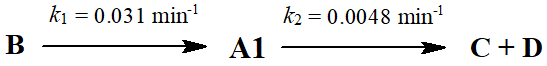 k₁ = 0.031 min⁻¹ k₂ = 0.0048 min⁻¹
B A1 C + D